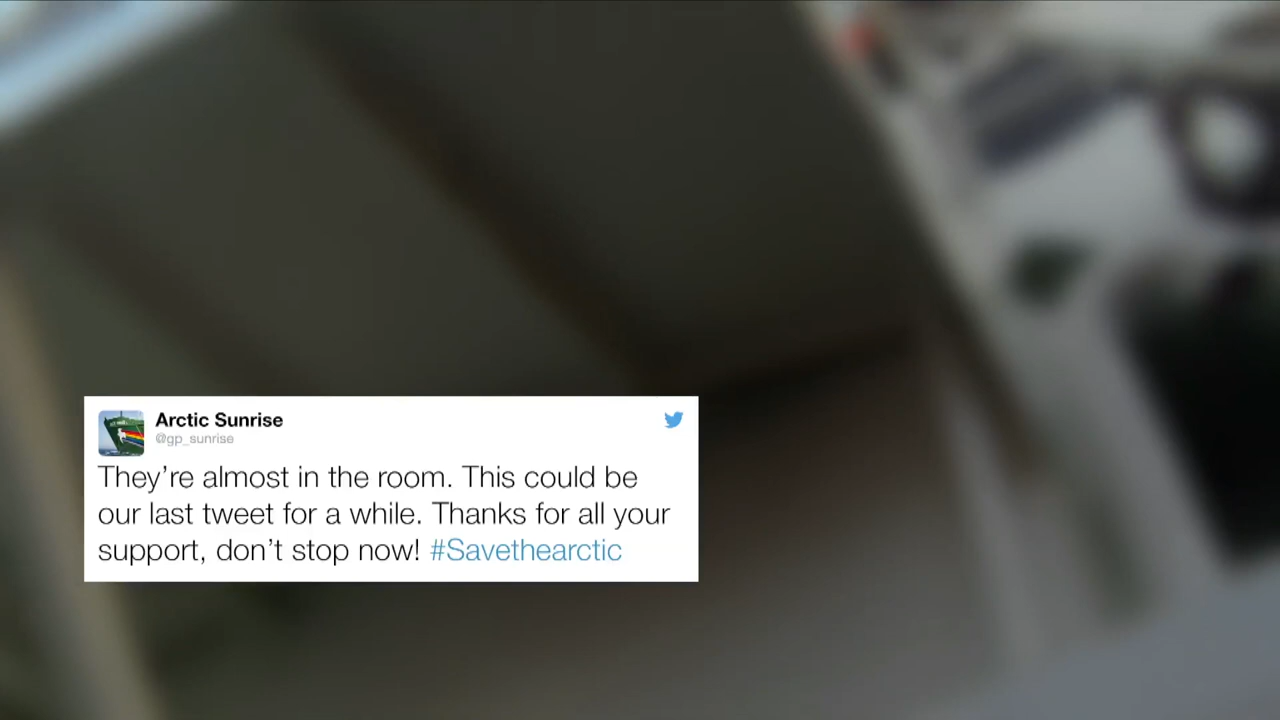 Arctic Sunrise
@gp_sunrise
They’re almost in the room. This could be
our last tweet for a while. Thanks for all your
support, don’t stop now! #Savethearctic